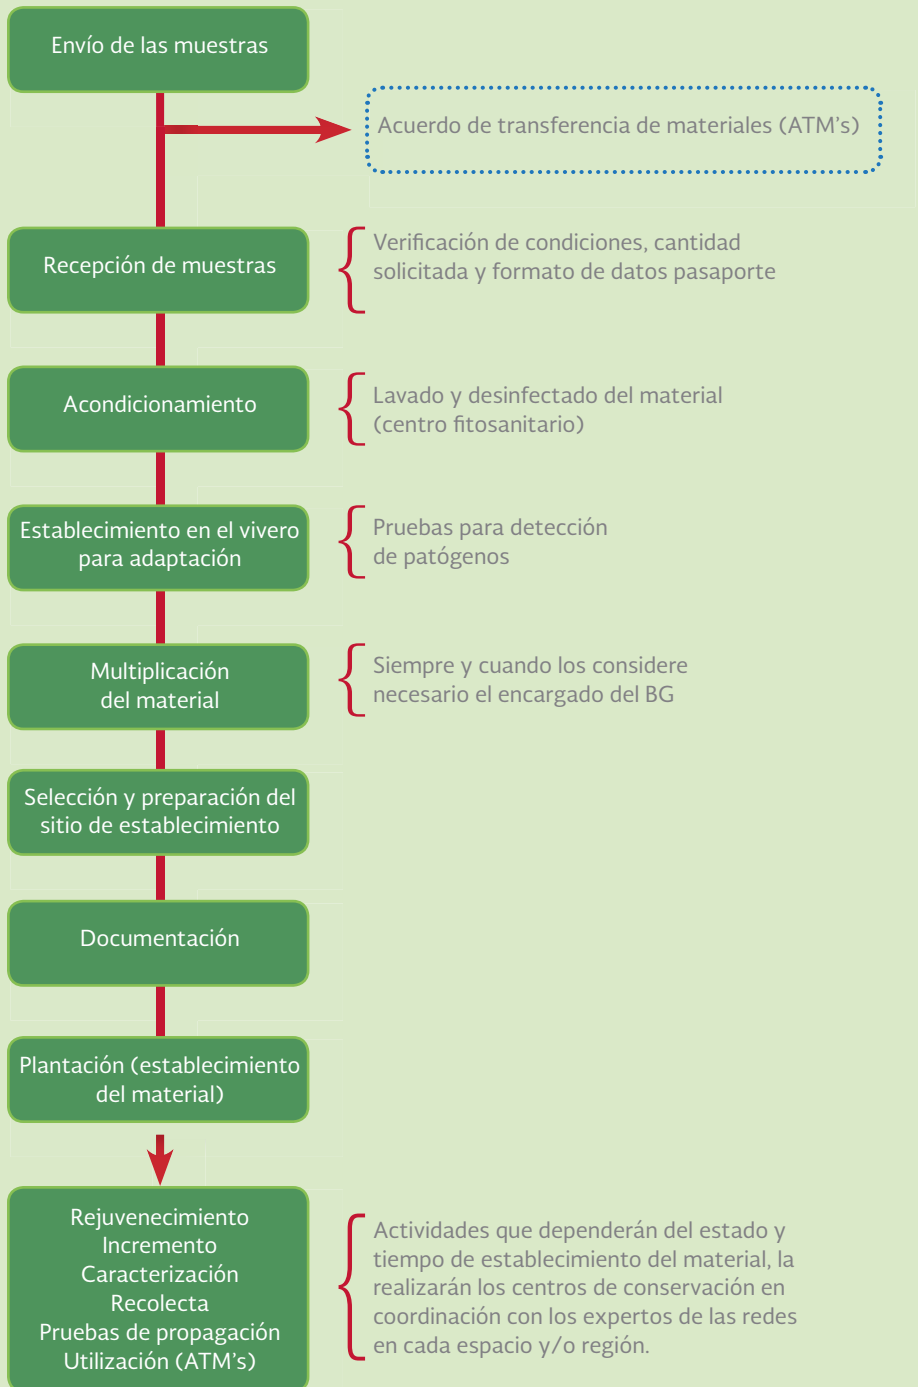 Envío de las muestras
Acuerdo de transferencia de materiales (ATM's)
Recepción de muestras
Verificación de condiciones, cantidad
solicitada y formato de datos pasaporte
Acondicionamiento
Lavado y desinfectado del material
(centro fitosanitario)
Establecimiento en el vivero
para adaptación
Pruebas para detección
de patógenos
Multiplicación
del material
Siempre y cuando los considere
necesario el encargado del BG
Selección y preparación del
sitio de establecimiento
Documentación
Plantación (establecimiento
del material)
Rejuvenecimiento
Incremento
Caracterización
Recolecta
Pruebas de propagación
Utilización (ATM's)
Actividades que dependerán del estado y
tiempo de establecimiento del material, la
realizarán los centros de conservación en
coordinación con los expertos de las redes
en cada espacio y/o región.